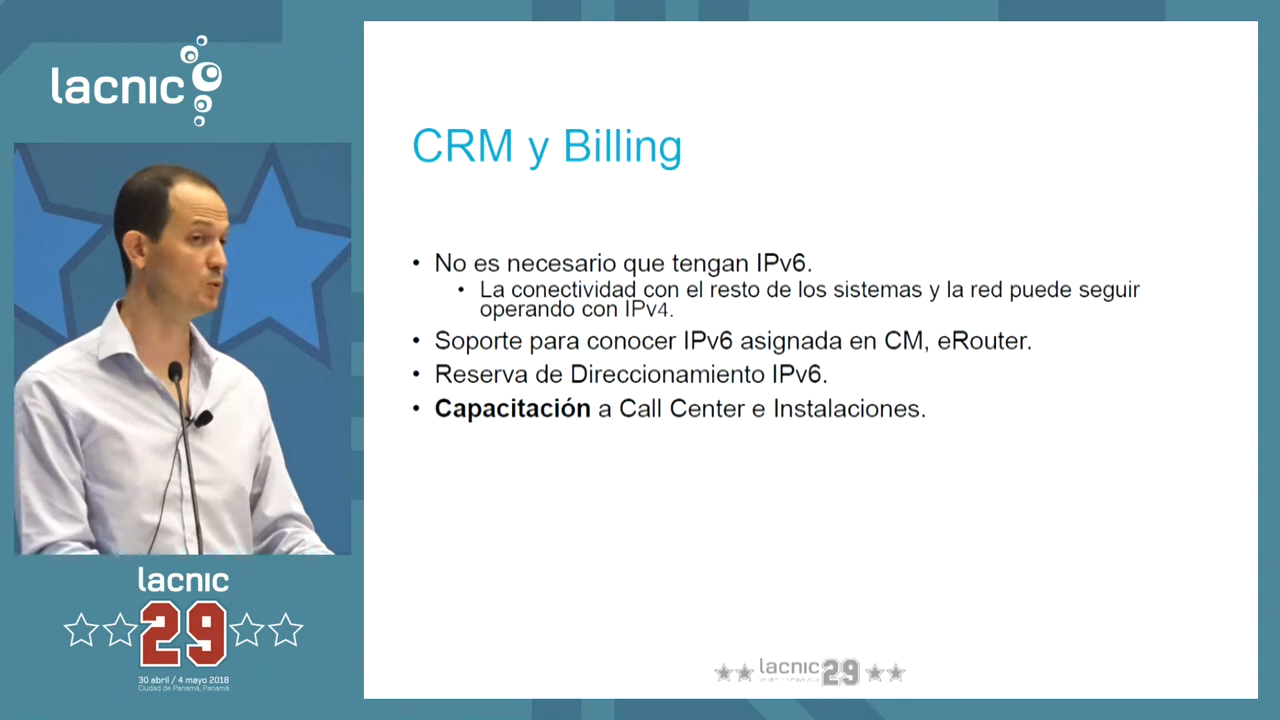 lacnic
CRM y Billing
• No es necesario que tengan IPv6.
• La conectividad con el resto de los sistemas y la red puede seguir
operando con IPv4.
• Soporte para conocer IPv6 asignada en CM, eRouter.
• Reserva de Direccionamiento IPv6.
• Capacitación a Call Center e Instalaciones.
lacnic
29
30 abril / 4 mayo 2018
Ciudad de Panamá, Panamá
lacnic 29